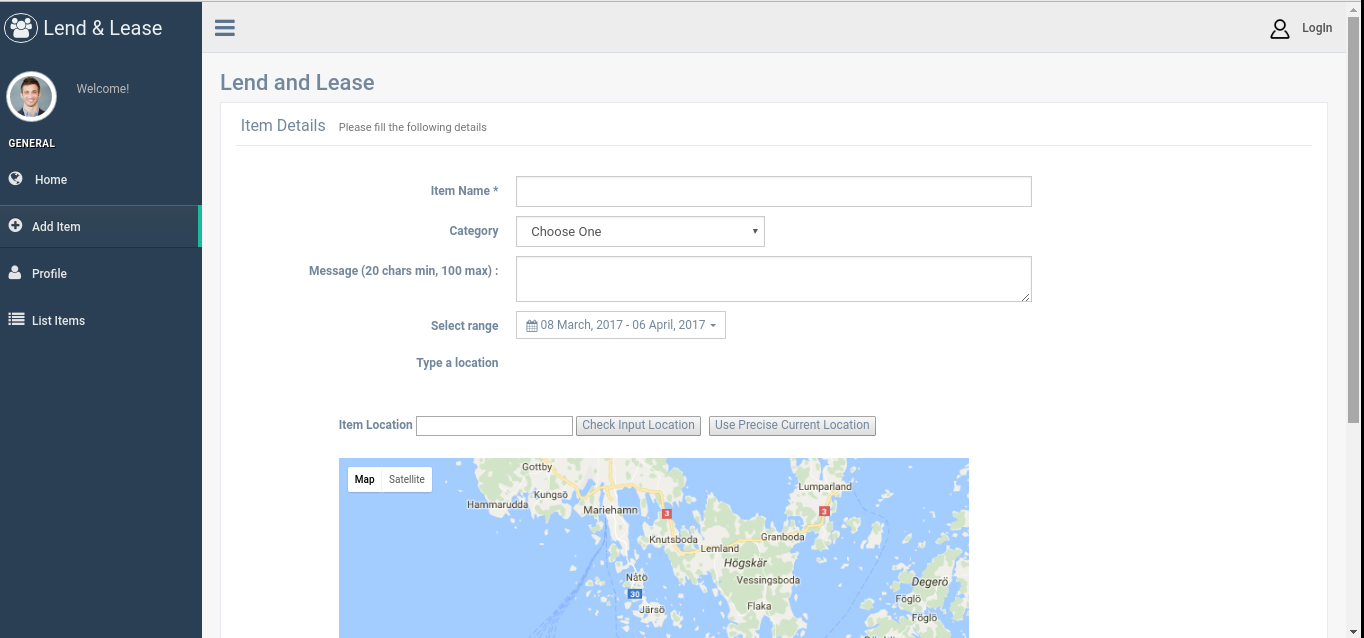 Lend & Lease
LogIn
Welcome!
GENERAL
Home
Add Item
Profile
List Items
Lend and Lease
Item Details Please fill the following details
Item Name *
Category Choose One
Message (20 chars min, 100 max) :
Select range 08 March, 2017 - 06 April, 2017
Type a location
Item Location Check Input Location Use Precise Current Location
Map Satellite
Gottby
Kungsö
Lumparland
Hammarudda
Mariehamn
3
3
Knutsboda
Granboda
Lemland
Högskär
Nåtö
Vessingsboda
Degerö
30
Föglö
Järsö
Flaka
Föglö